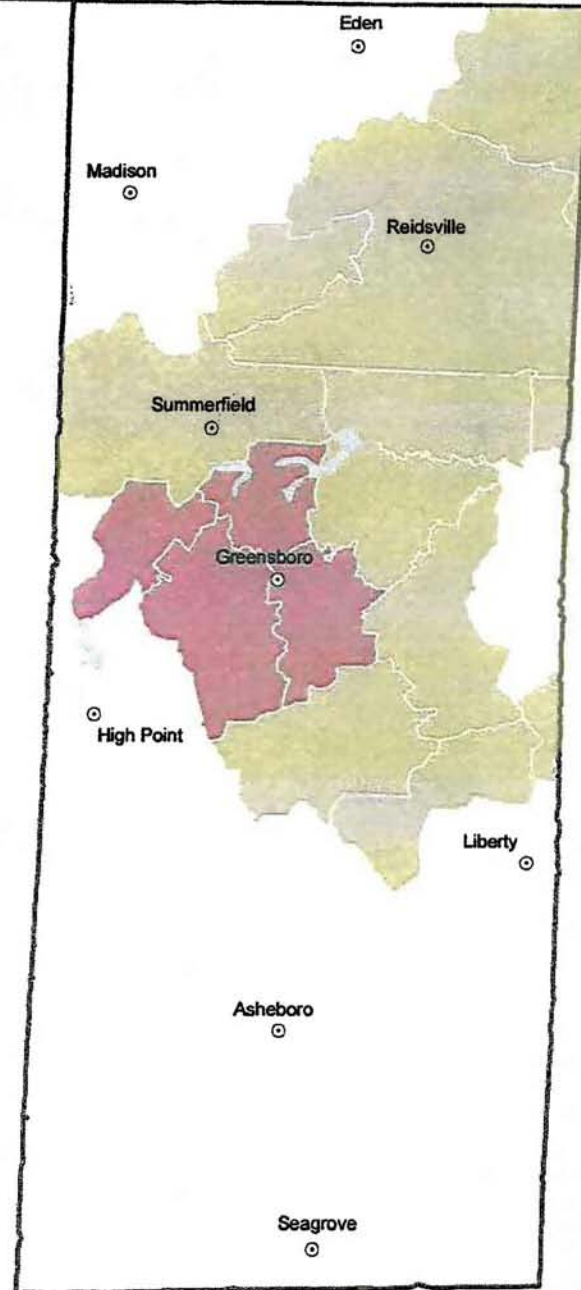 Eden
Madison
Reidsville
Summerfield
Greensboro
High Point
Liberty
Asheboro
Seagrove